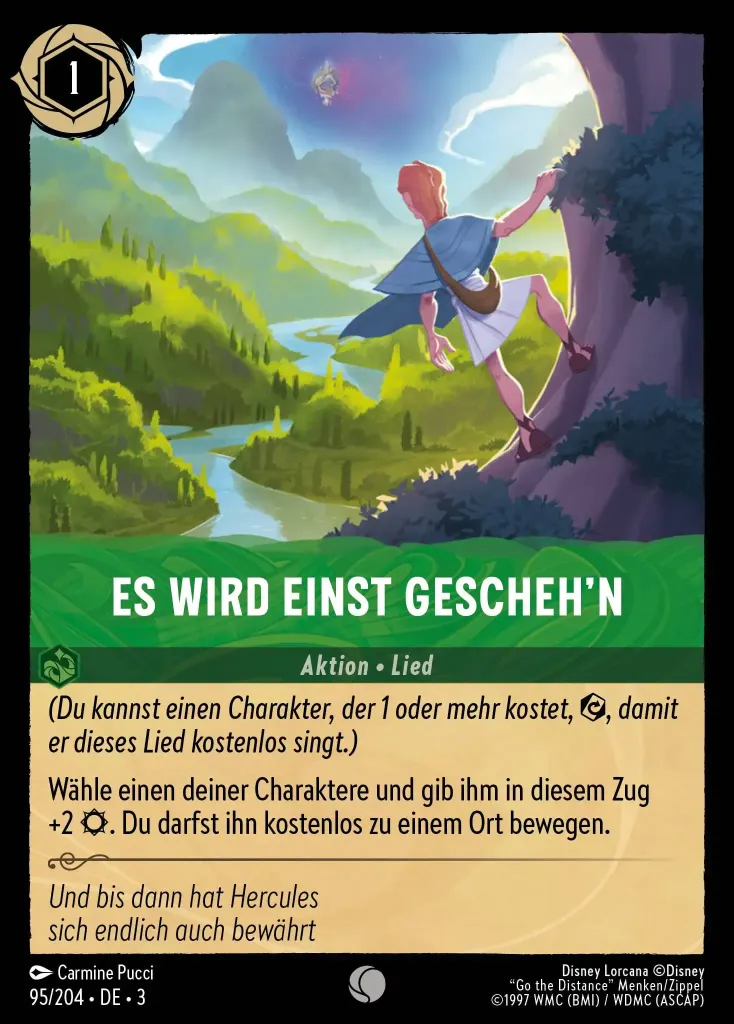 1
ES WIRD EINST GESCHEH'N
Aktion • Lied
(Du kannst einen Charakter, der 1 oder mehr kostet, , damit
er dieses Lied kostenlos singt.)
Wähle einen deiner Charaktere und gib ihm in diesem Zug
+2 . Du darfst ihn kostenlos zu einem Ort bewegen.
Und bis dann hat Hercules
sich endlich auch bewährt
Carmine Pucci
95/204 • DE • 3
Disney Lorcana ©Disney
“Go the Distance” Menken/Zippel
©1997 WMC (BMI) / WDMC (ASCAP)